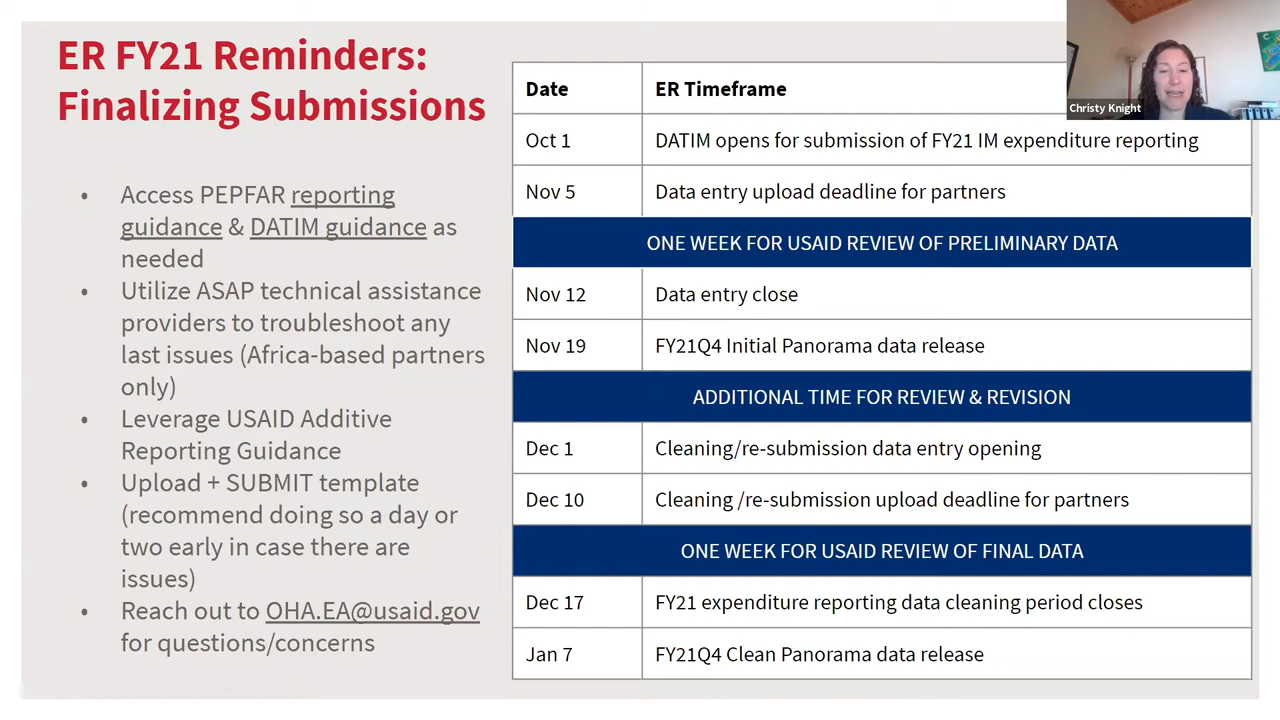 ER FY21 Reminders:
Finalizing Submissions
• Access PEPFAR reporting
guidance & DATIM guidance as
needed
• Utilize ASAP technical assistance
providers to troubleshoot any
last issues (Africa-based partners
only)
• Leverage USAID Additive
Reporting Guidance
• Upload + SUBMIT template
(recommend doing so a day or
two early in case there are
issues)
• Reach out to OHA.EA@usaid.gov
for questions/concerns
Date ER Timeframe
Oct 1 DATIM opens for submission of FY21 IM expenditure reporting
Nov 5 Data entry upload deadline for partners
ONE WEEK FOR USAID REVIEW OF PRELIMINARY DATA
Nov 12 Data entry close
Nov 19 FY21Q4 Initial Panorama data release
ADDITIONAL TIME FOR REVIEW & REVISION
Dec 1 Cleaning/re-submission data entry opening
Dec 10 Cleaning /re-submission upload deadline for partners
ONE WEEK FOR USAID REVIEW OF FINAL DATA
Dec 17 FY21 expenditure reporting data cleaning period closes
Jan 7 FY21Q4 Clean Panorama data release
Christy Knight